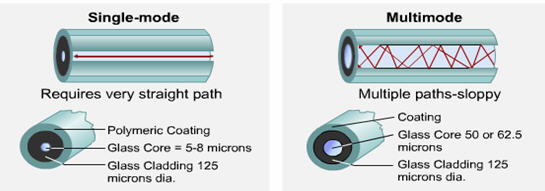 Single-mode
Requires very straight path
Polymeric Coating
Glass Core = 5-8 microns
Glass Cladding 125
microns dia.
Multimode
Multiple paths-sloppy
Coating
Glass Core 50 or 62.5
microns
Glass Cladding 125
microns dia.